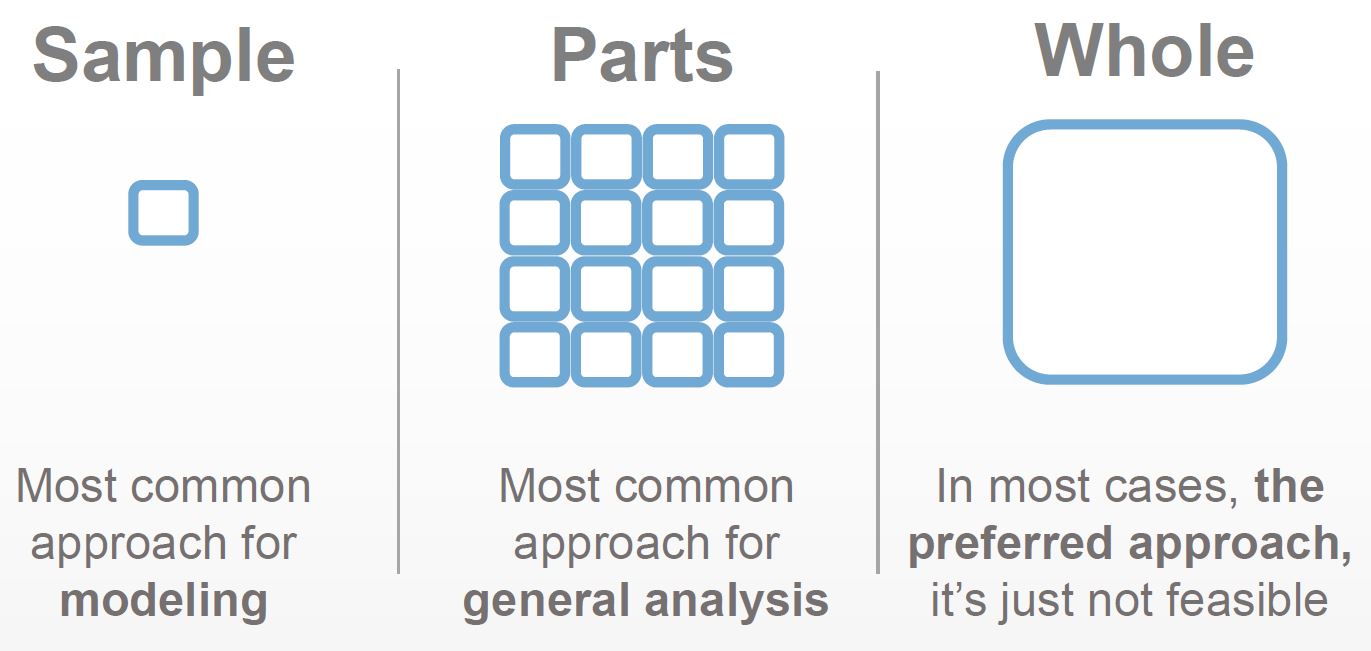 Sample
Most common
approach for
modeling
Parts
Most common
approach for
general analysis
Whole
In most cases, the
preferred approach,
it’s just not feasible